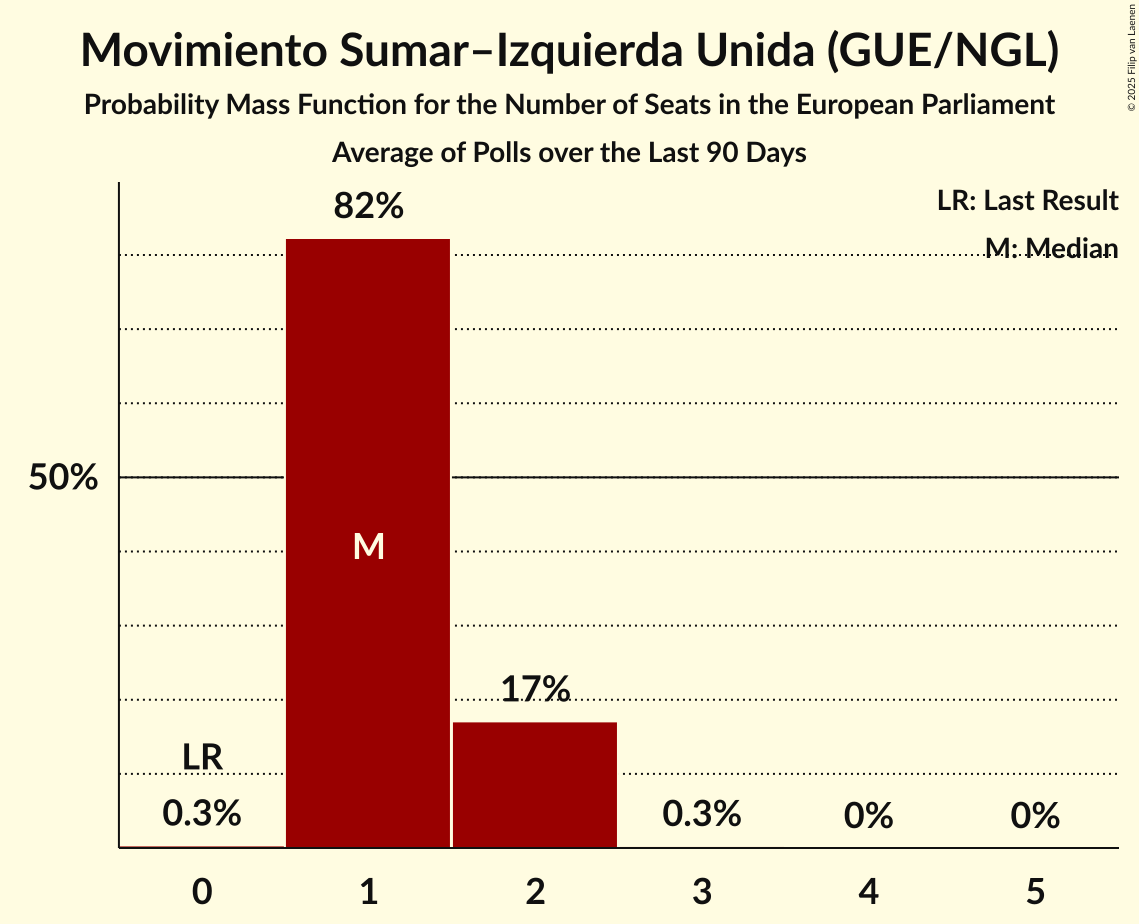 Movimiento Sumar–Izquierda Unida (GUE/NGL)
Probability Mass Function for the Number of Seats in the European Parliament
Average of Polls over the Last 90 Days
© 2025 Filip van Laenen
LR: Last Result
M: Median
82%
50%
M
17%
LR
0.3%
0.3%
0%
0%
0 1 2 3 4 5